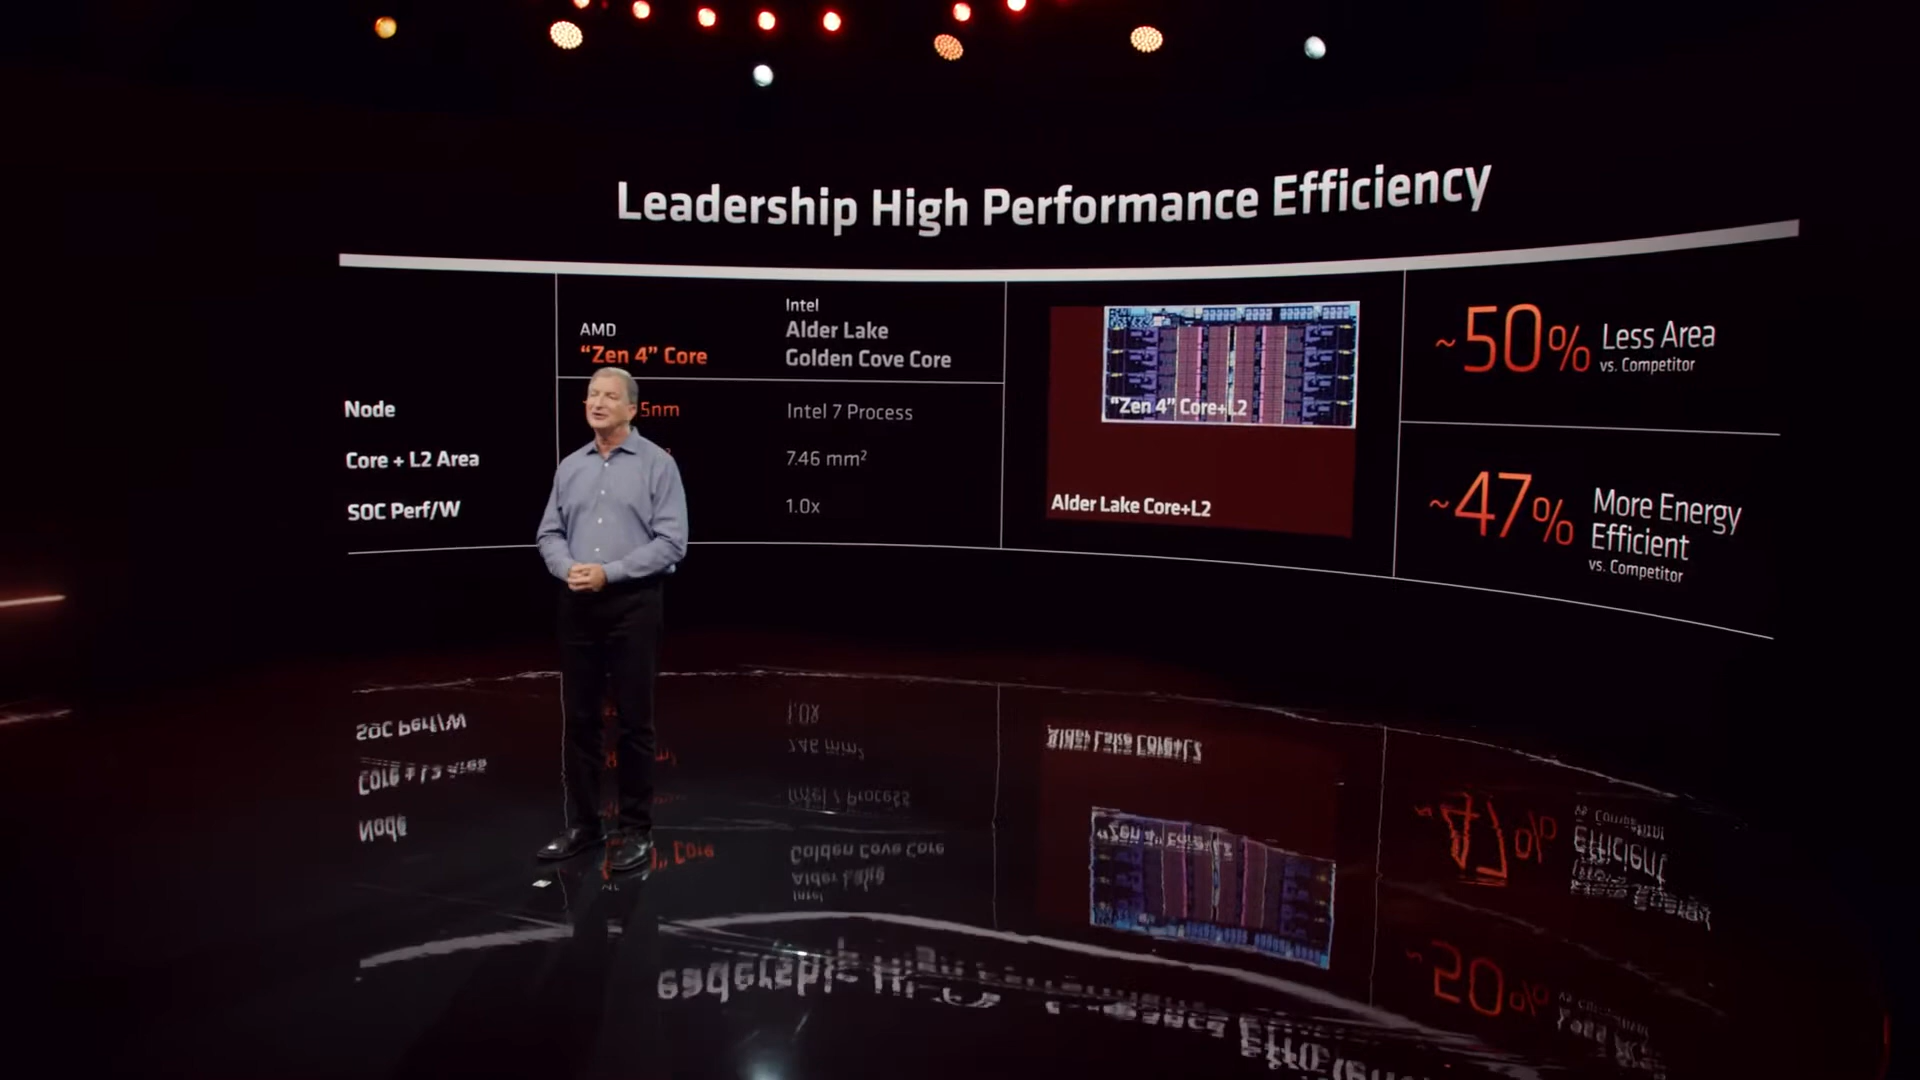 Leadership High Performance Efficiency
AMD
“Zen 4” Core
Intel
Alder Lake
Golden Cove Core
Node
5nm
Intel 7 Process
Core + L2 Area
7.46 mm²
SOC Perf/W
1.0x
“Zen 4” Core+L2
Alder Lake Core+L2
~50% Less Area
vs. Competitor
~47% More Energy
Efficient
vs. Competitor